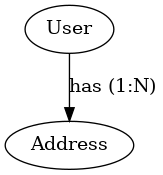 User
has (1:N)
Address